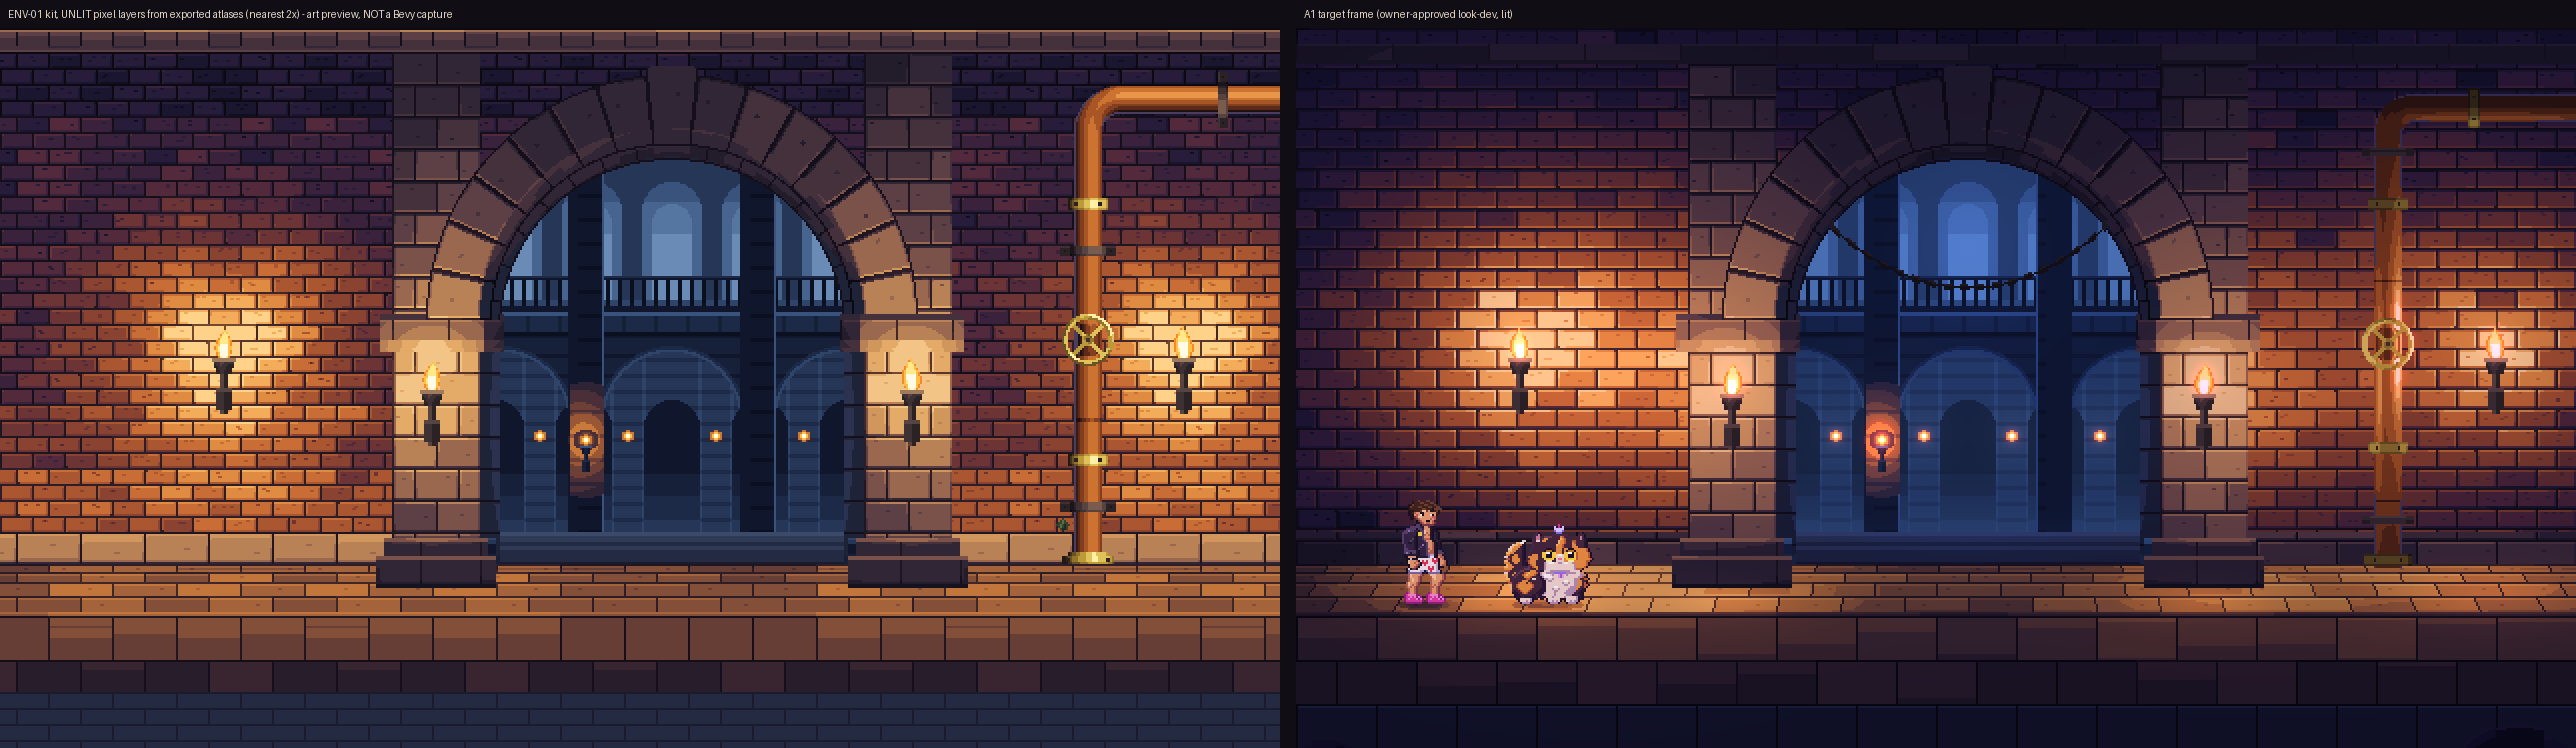 ENV-01 kit, UNLIT pixel layers from exported atlases (nearest 2x) - art preview, NOT a Bevy capture
A1 target frame (owner-approved look-dev, lit)